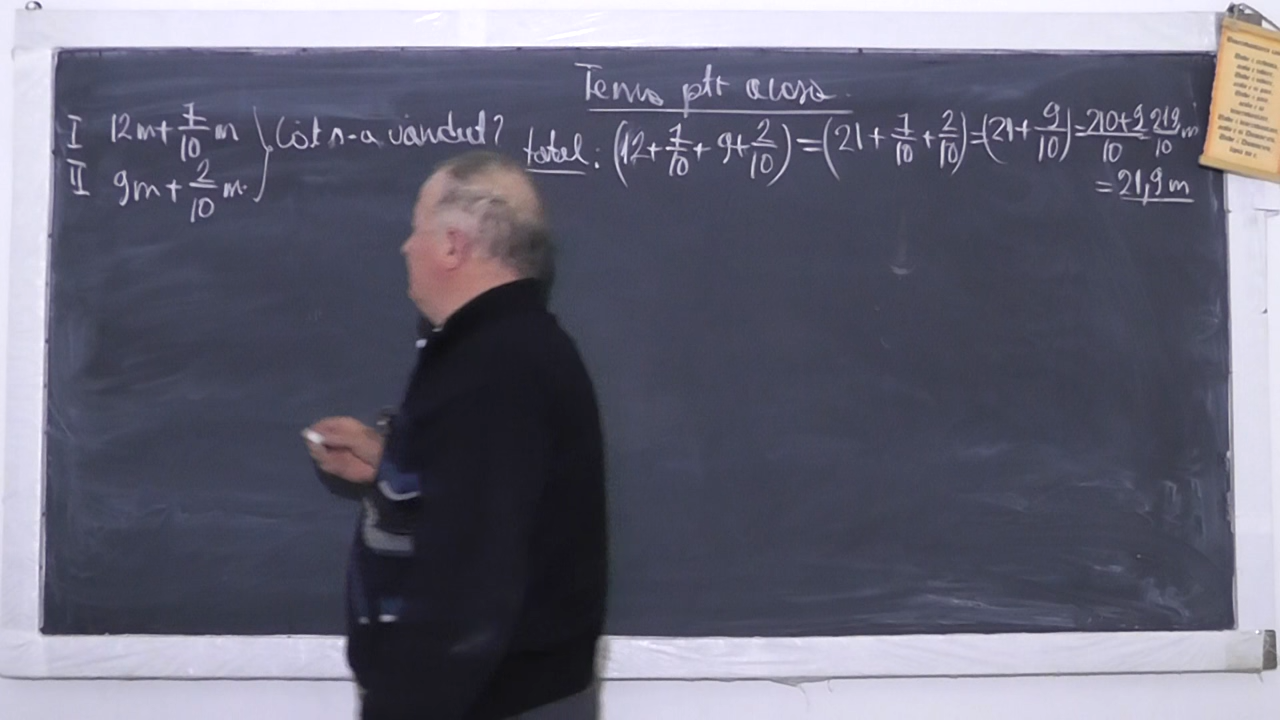 Tema ptr acasa.
I 12m+7/10 m
II 9m+2/10 m.
Cât s-a vândut?
total: (12+7/10+9+2/10)=(21+7/10+2/10)=(21+9/10)=210+9/10=219/10 m
=21,9 m